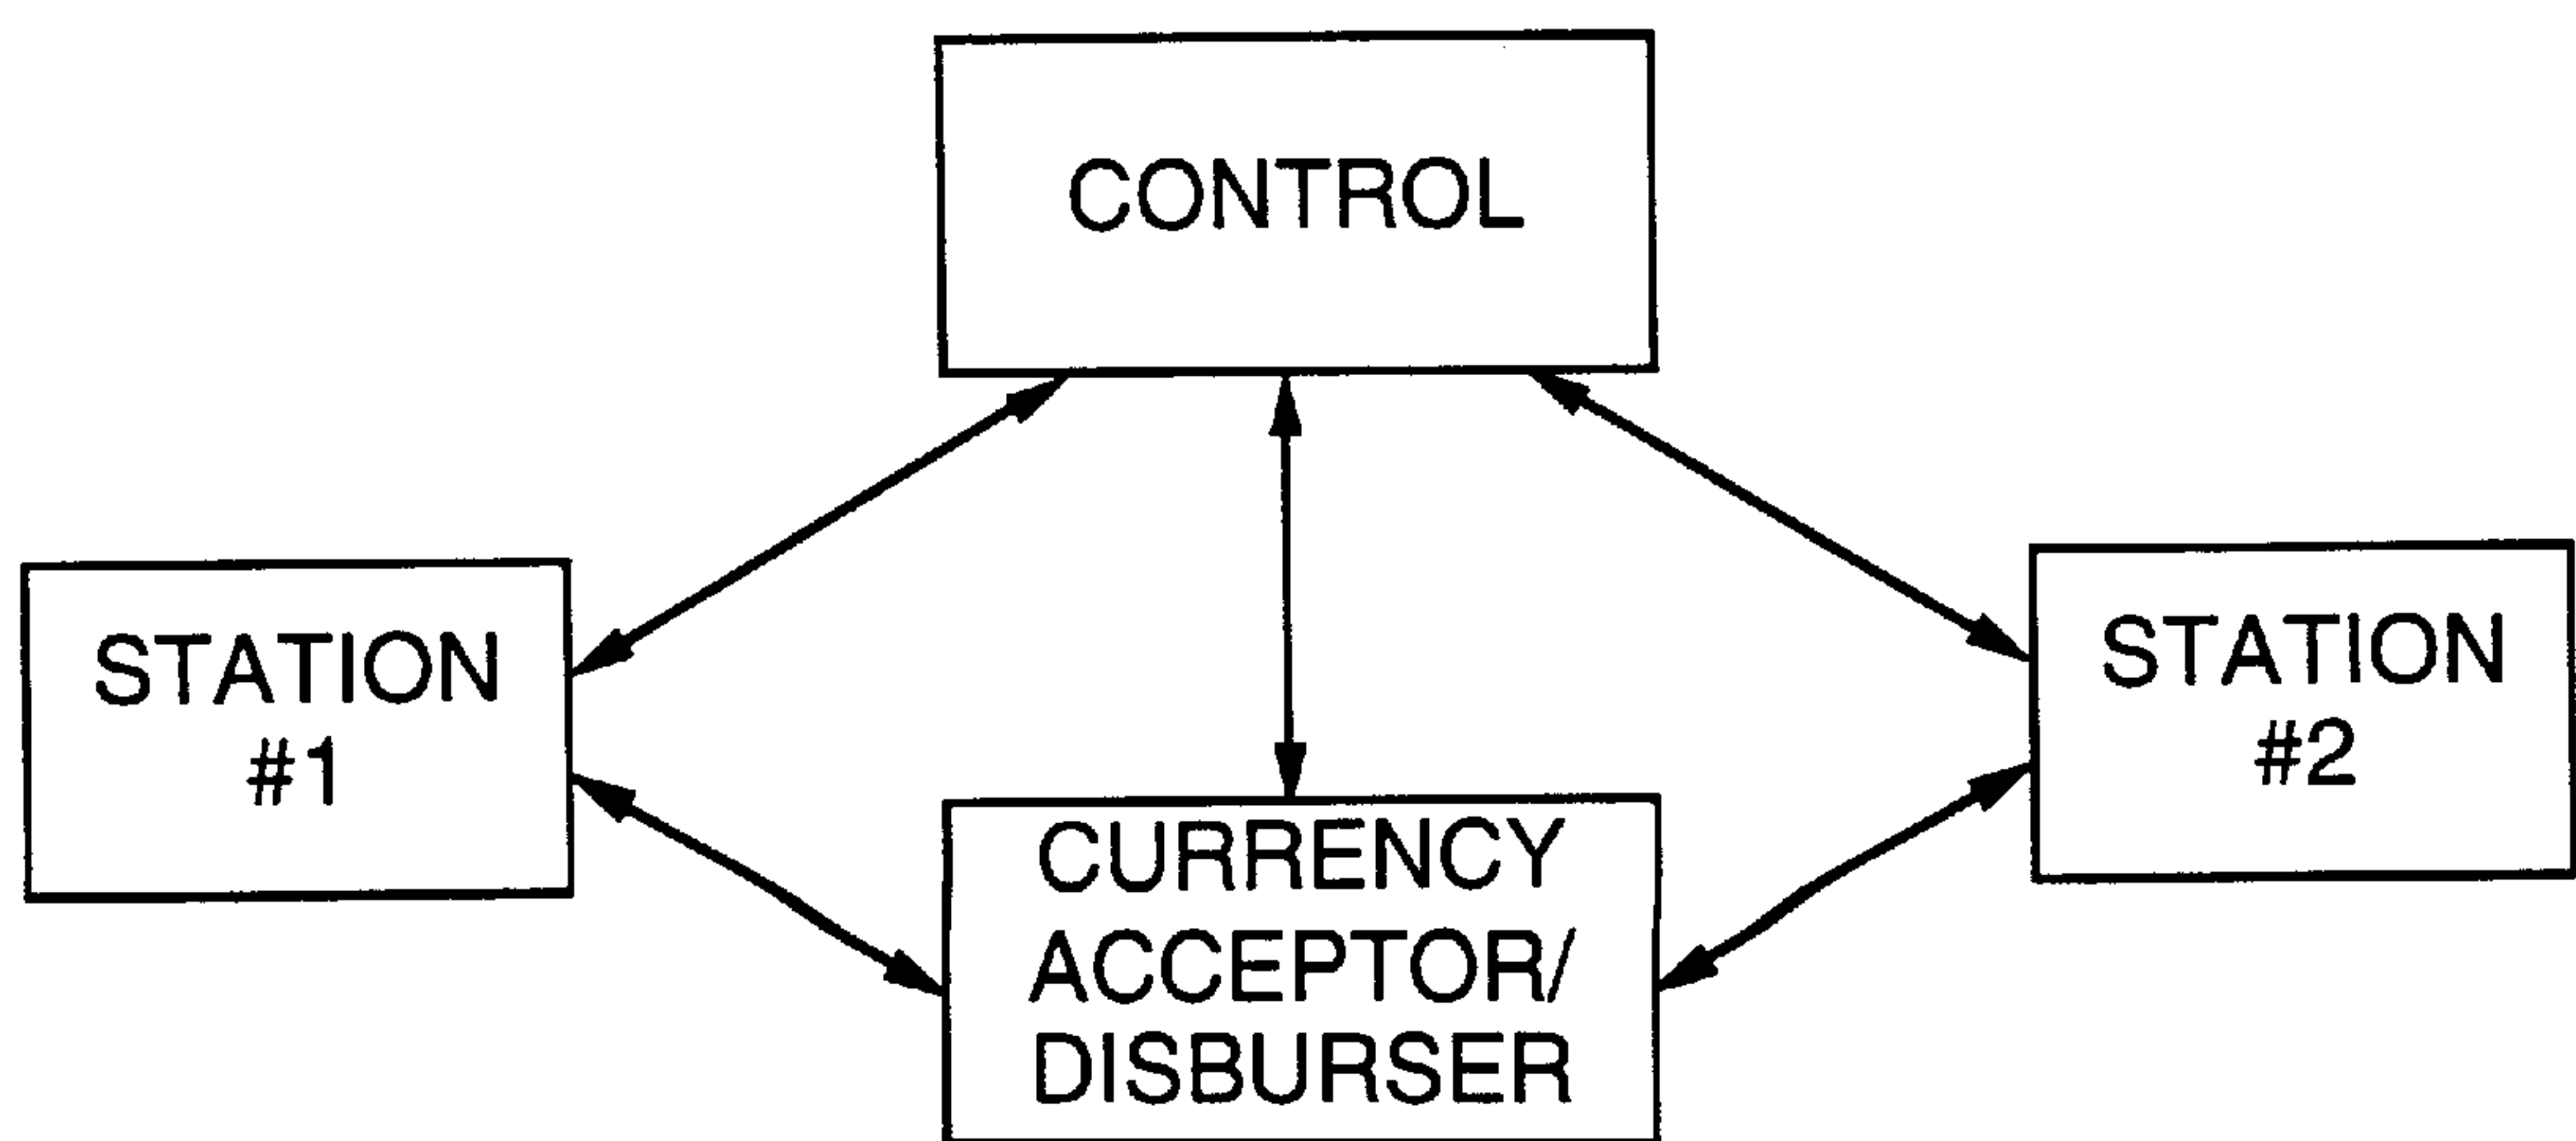 CONTROL
STATION
#1
STATION
#2
CURRENCY
ACCEPTOR/
DISBURSER